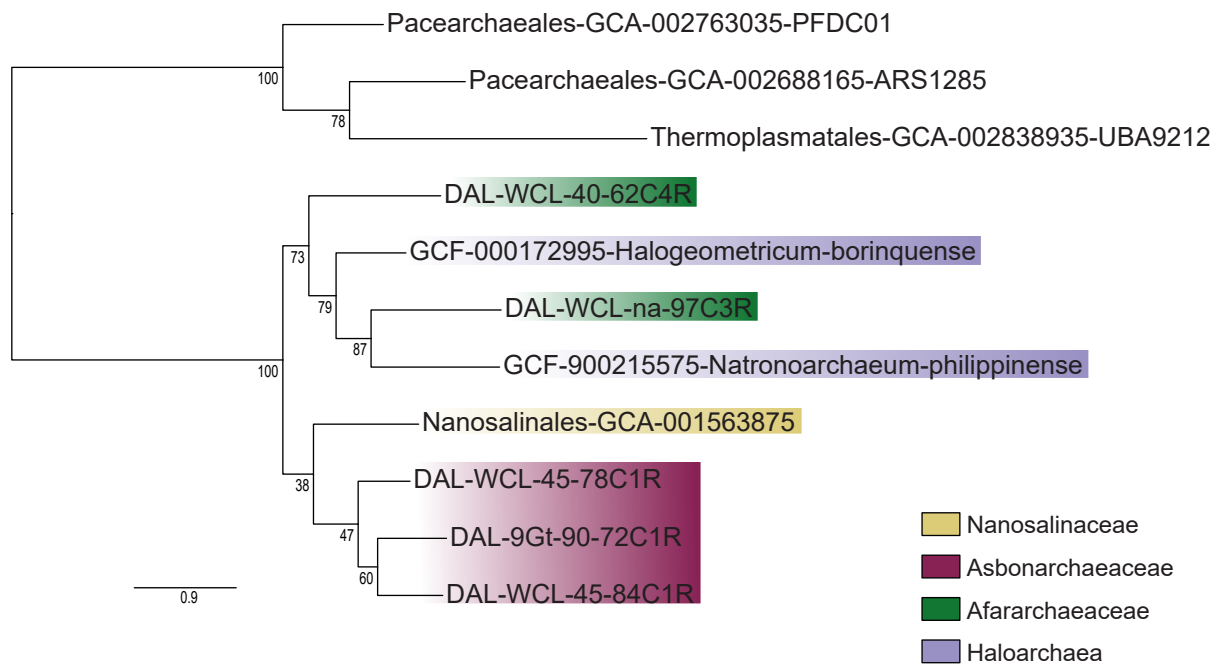 Pacearchaeales-GCA-002763035-PFDC01
100
Pacearchaeales-GCA-002688165-ARS1285
78
Thermoplasmatales-GCA-002838935-UBA9212
DAL-WCL-40-62C4R
73
GCF-000172995-Halogeometricum-borinquense
79
DAL-WCL-na-97C3R
87
GCF-900215575-Natronoarchaeum-philippinense
100
Nanosalinales-GCA-001563875
38
DAL-WCL-45-78C1R
47
DAL-9Gt-90-72C1R
60
DAL-WCL-45-84C1R
0.9
Nanosalinaceae
Asbonarchaeaceae
Afararchaeaceae
Haloarchaea